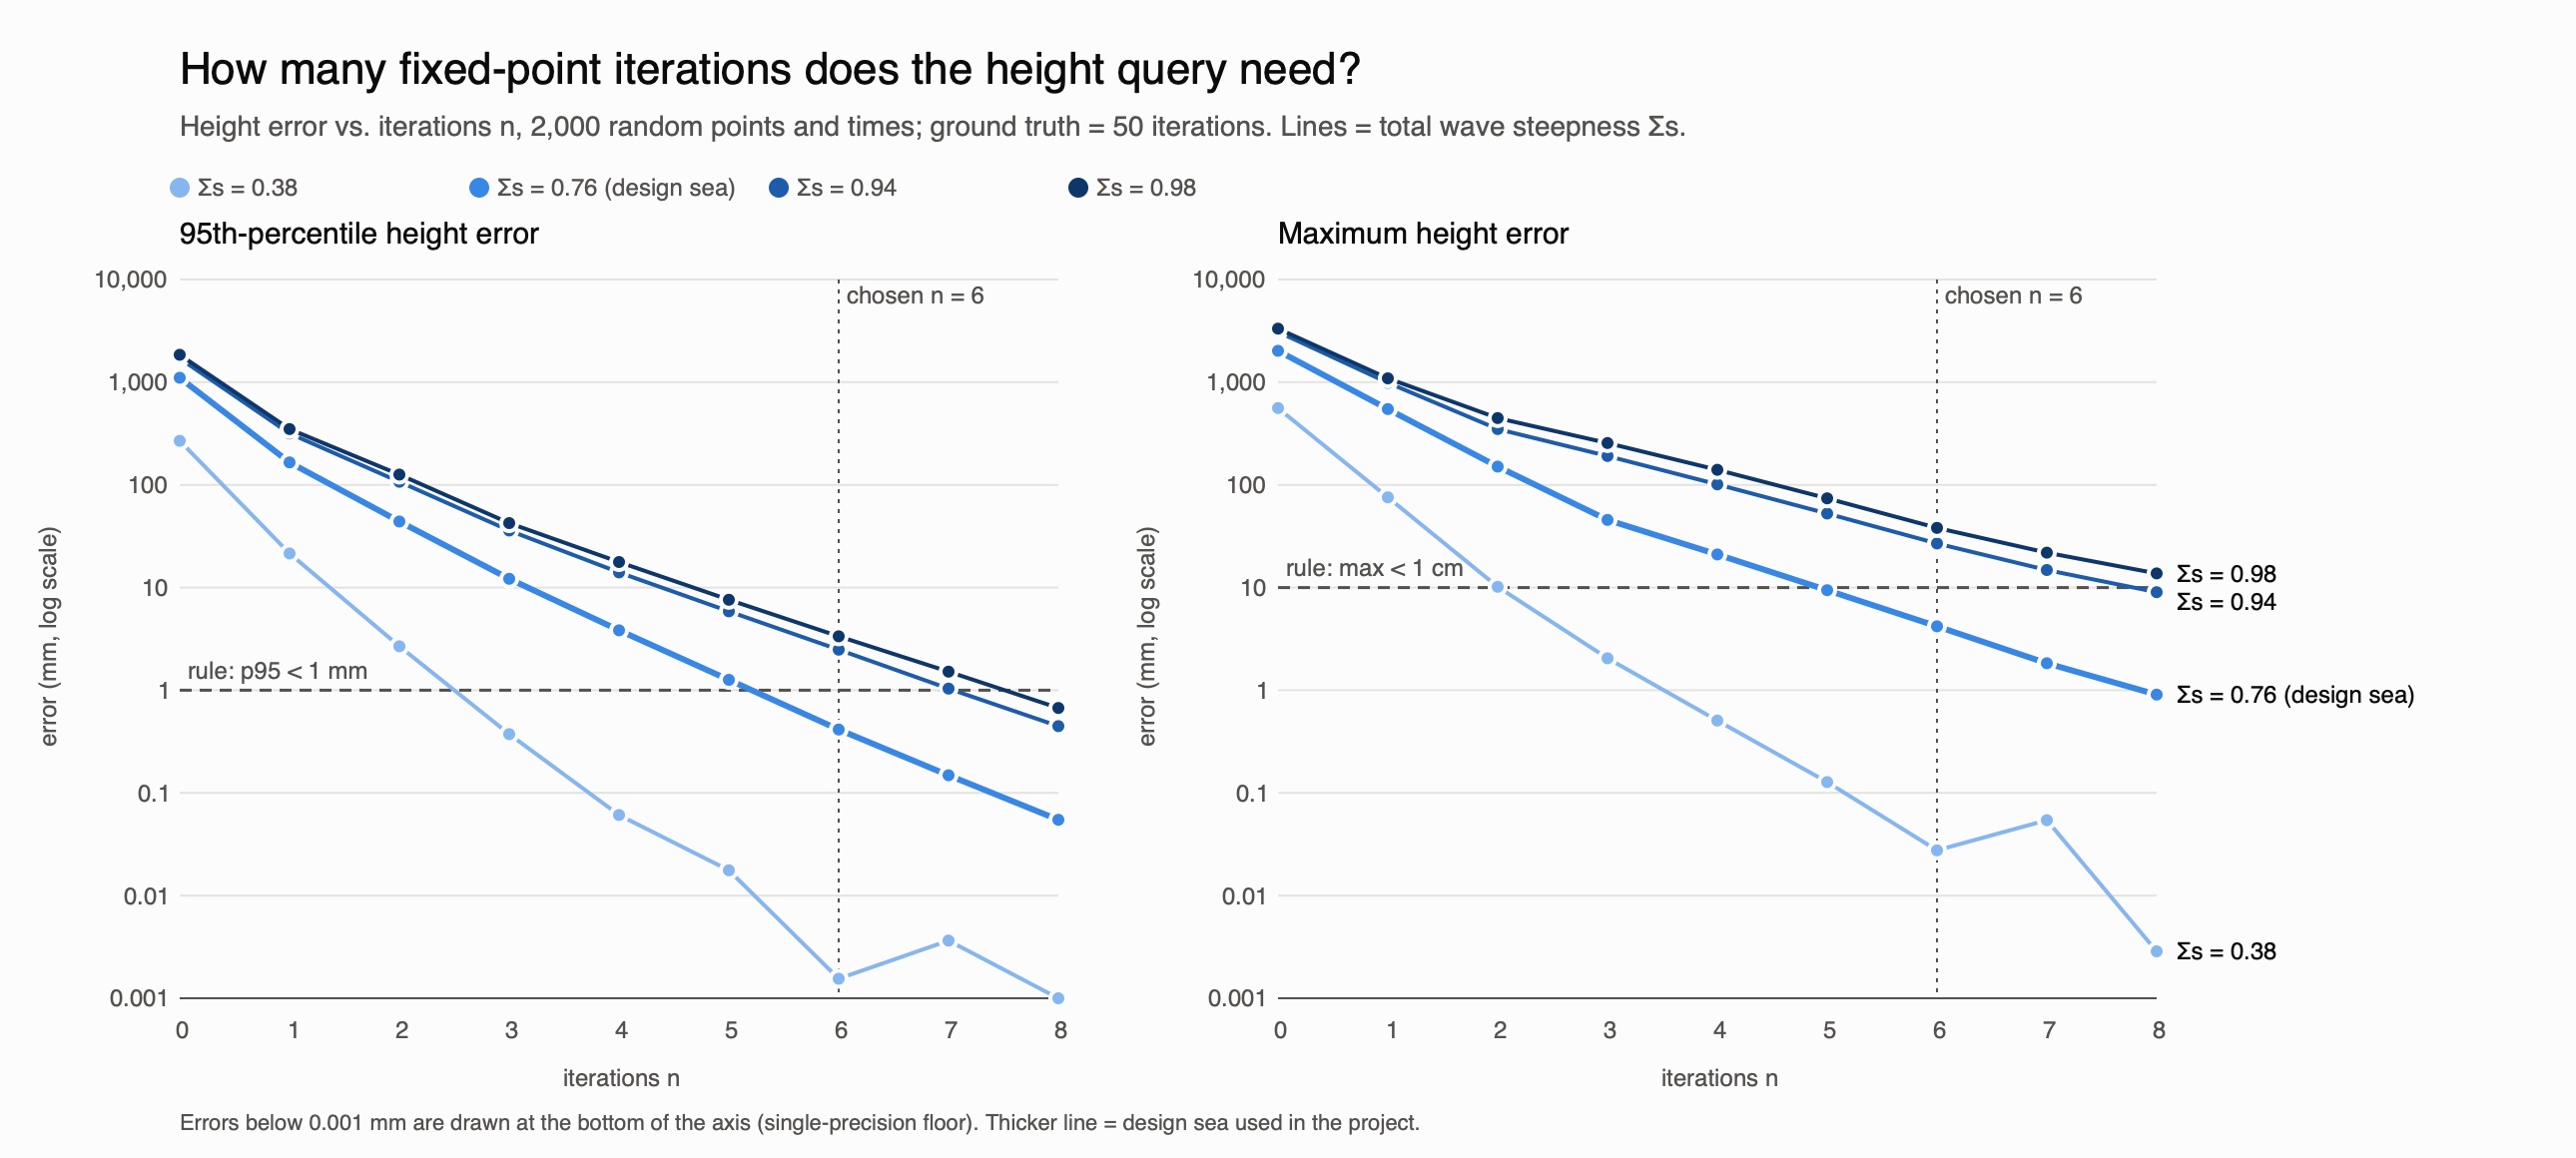 How many fixed-point iterations does the height query need?
Height error vs. iterations n, 2,000 random points and times; ground truth = 50 iterations. Lines = total wave steepness Σs.
Σs = 0.38
Σs = 0.76 (design sea)
Σs = 0.94
Σs = 0.98
95th-percentile height error
10,000
1,000
100
10
1
0.1
0.01
0.001
error (mm, log scale)
chosen n = 6
rule: p95 < 1 mm
0 1 2 3 4 5 6 7 8
iterations n
Maximum height error
10,000
1,000
100
10
1
0.1
0.01
0.001
error (mm, log scale)
chosen n = 6
rule: max < 1 cm
Σs = 0.98
Σs = 0.94
Σs = 0.76 (design sea)
Σs = 0.38
0 1 2 3 4 5 6 7 8
iterations n
Errors below 0.001 mm are drawn at the bottom of the axis (single-precision floor). Thicker line = design sea used in the project.